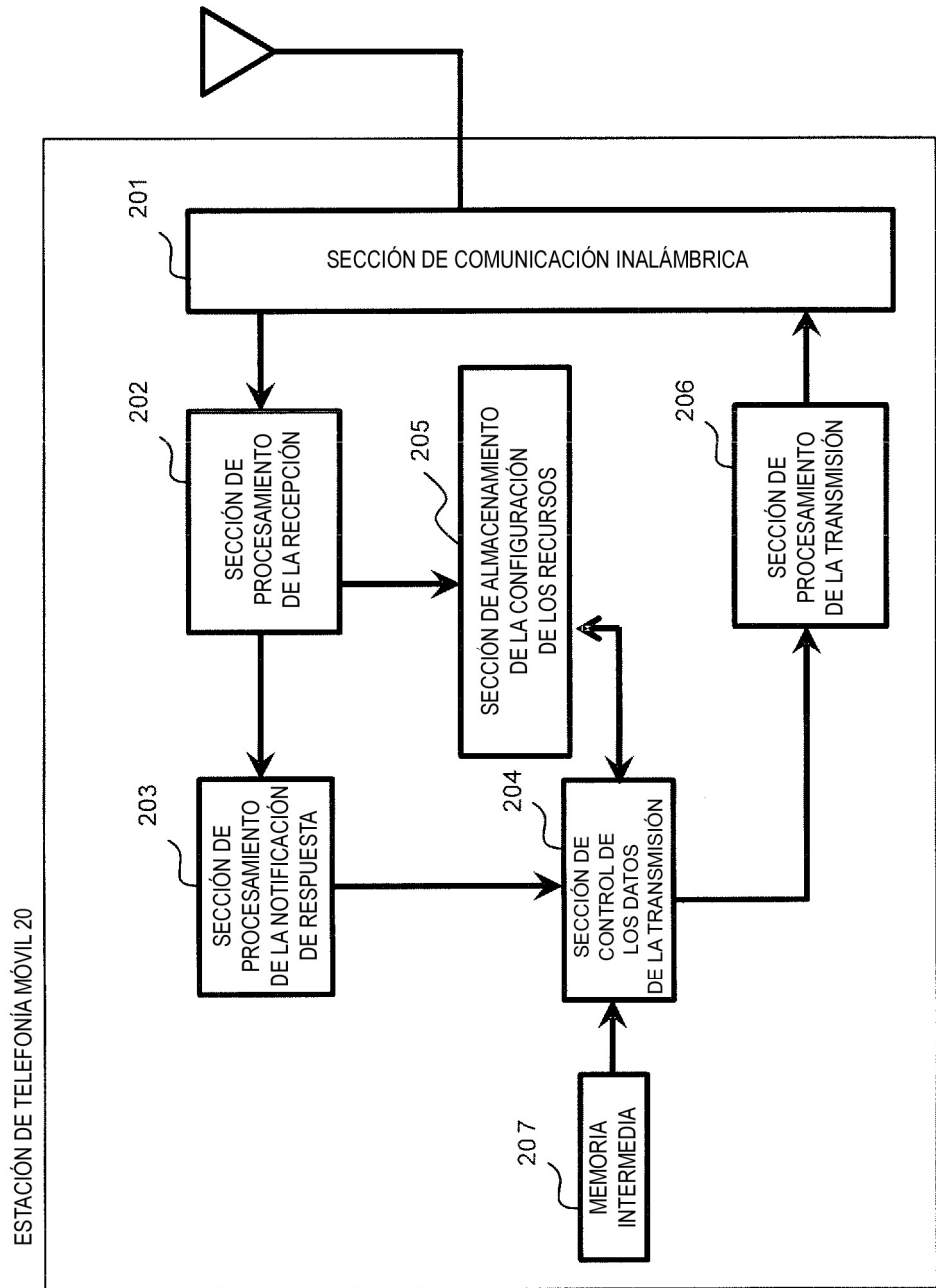 ESTACIÓN DE TELEFONÍA MÓVIL 20
201
SECCIÓN DE COMUNICACIÓN INALÁMBRICA
202
SECCIÓN DE
PROCESAMIENTO
DE LA RECEPCIÓN
203
SECCIÓN DE
PROCESAMIENTO
DE LA NOTIFICACIÓN
DE RESPUESTA
205
SECCIÓN DE ALMACENAMIENTO
DE LA CONFIGURACIÓN
DE LOS RECURSOS
204
SECCIÓN DE
CONTROL DE
LOS DATOS
DE LA TRANSMISIÓN
206
SECCIÓN DE
PROCESAMIENTO
DE LA TRANSMISIÓN
207
MEMORIA
INTERMEDIA